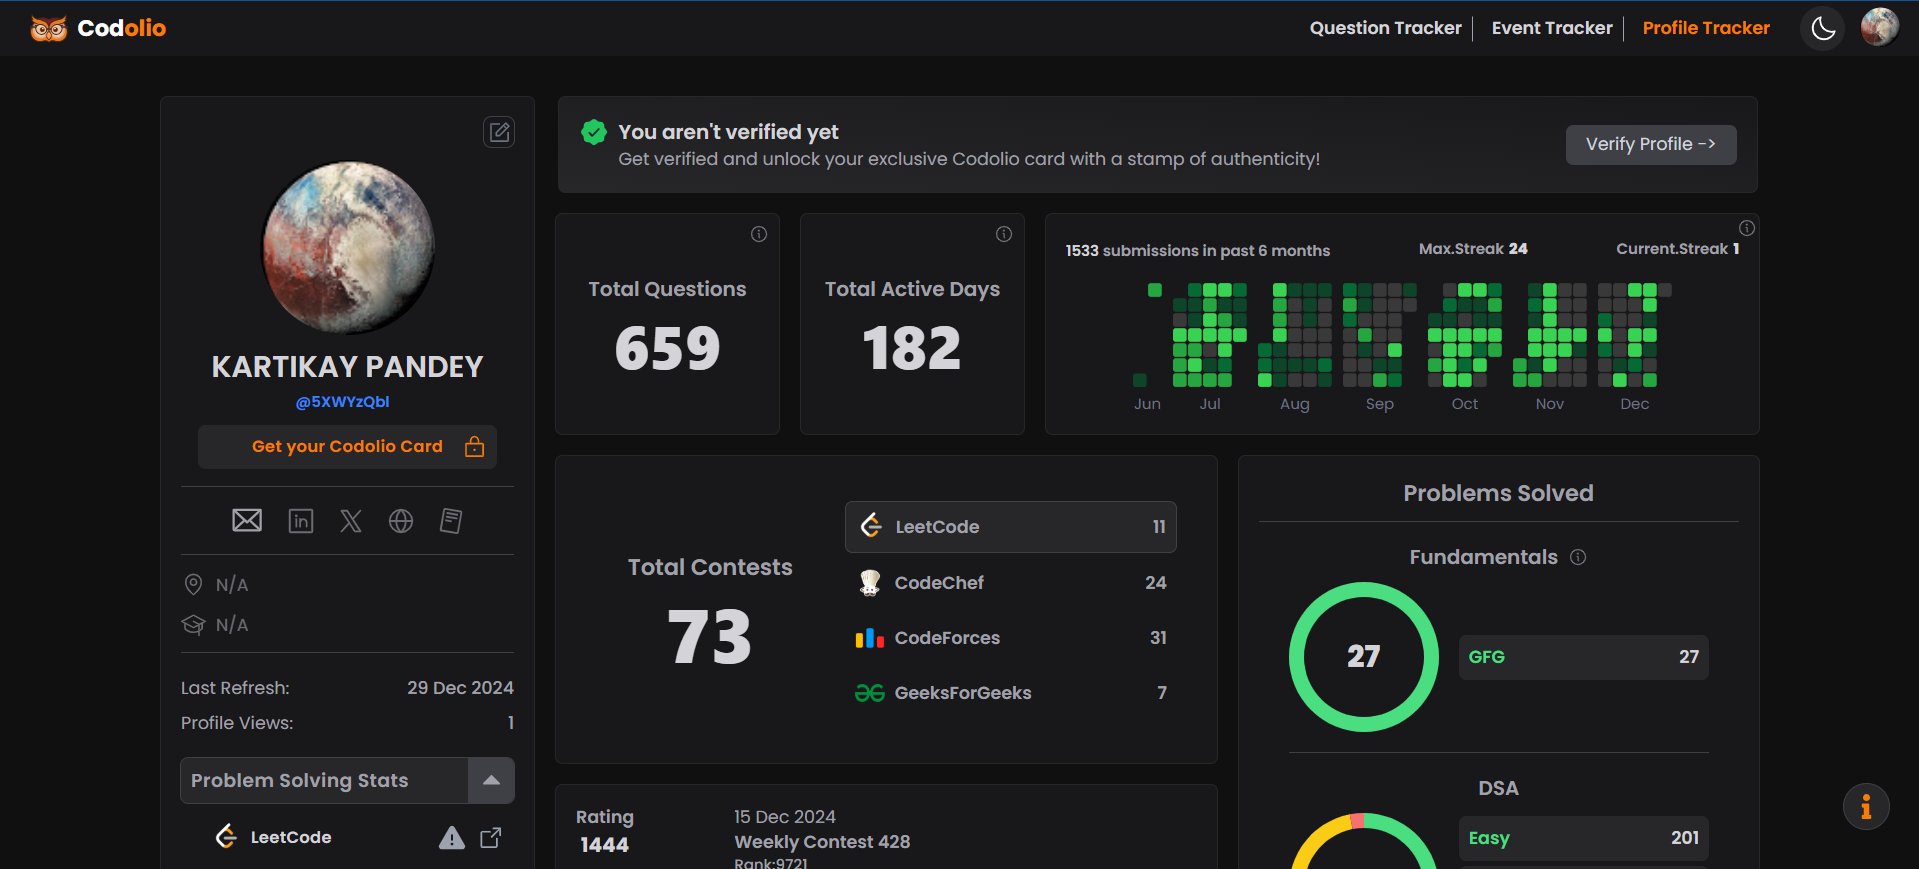 Codolio
Question Tracker
Event Tracker
Profile Tracker
KARTIKAY PANDEY
@5XWYzQbI
Get your Codolio Card
N/A
N/A
Last Refresh: 29 Dec 2024
Profile Views: 1
Problem Solving Stats
LeetCode
You aren't verified yet
Get verified and unlock your exclusive Codolio card with a stamp of authenticity!
Verify Profile ->
Total Questions
659
Total Active Days
182
1533 submissions in past 6 months
Max.Streak 24
Current.Streak 1
Jun Jul Aug Sep Oct Nov Dec
Total Contests
73
LeetCode 11
CodeChef 24
CodeForces 31
GeeksForGeeks 7
Rating
1444
15 Dec 2024
Weekly Contest 428
Rank:9721
Problems Solved
Fundamentals
27
GFG 27
DSA
Easy 201